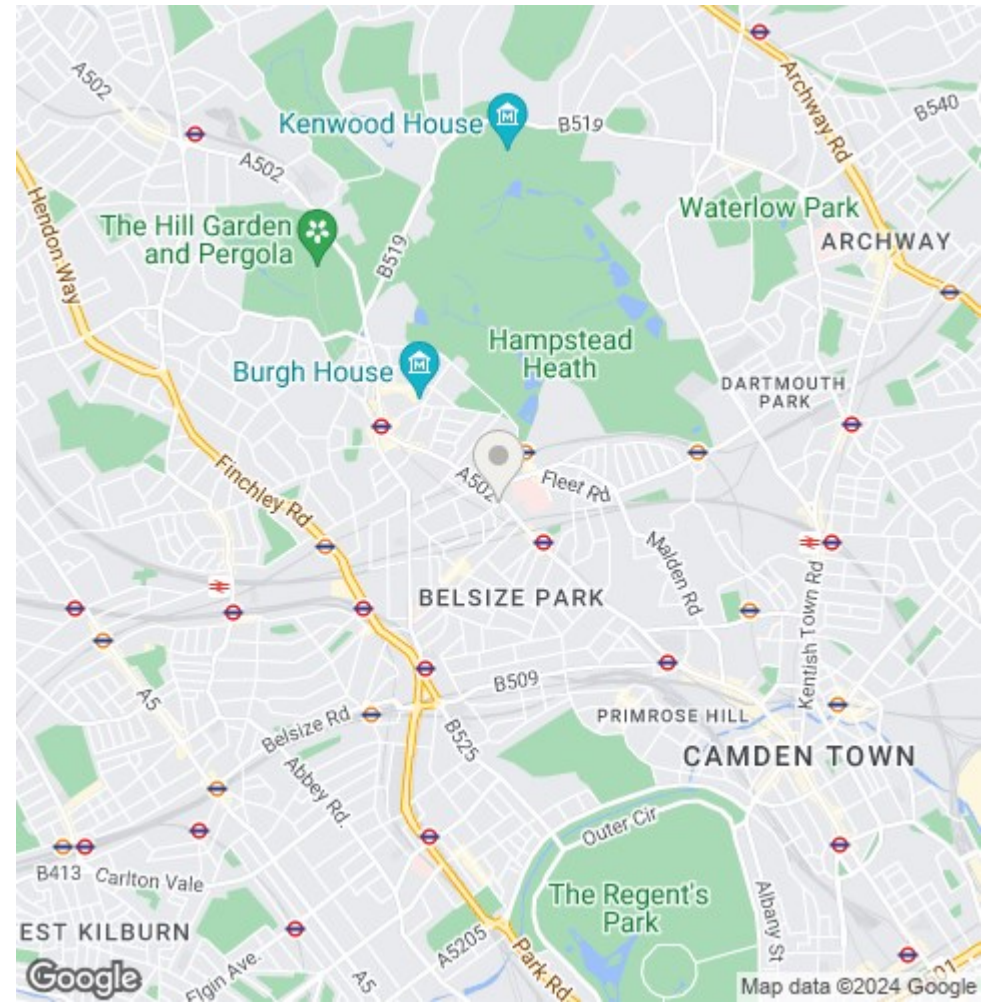 A502
Archway Rd
B540
Kenwood House
B519
A502
Hendon Way
The Hill Garden
and Pergola
B519
Waterlow Park
ARCHWAY
Burgh House
Hampstead
Heath
DARTMOUTH
PARK
Finchley Rd
A502
Fleet Rd
Malden Rd
BELSIZE PARK
Kentish Town Rd
A5
B509
Belsize Rd
B525
PRIMROSE HILL
CAMDEN TOWN
Abbey Rd.
Outer Cir
B413
Carlton Vale
The Regent's
Park
Albany St
EST KILBURN
Elgin Ave.
A5
A5205
Park Rd
Google
Map data ©2024 Google